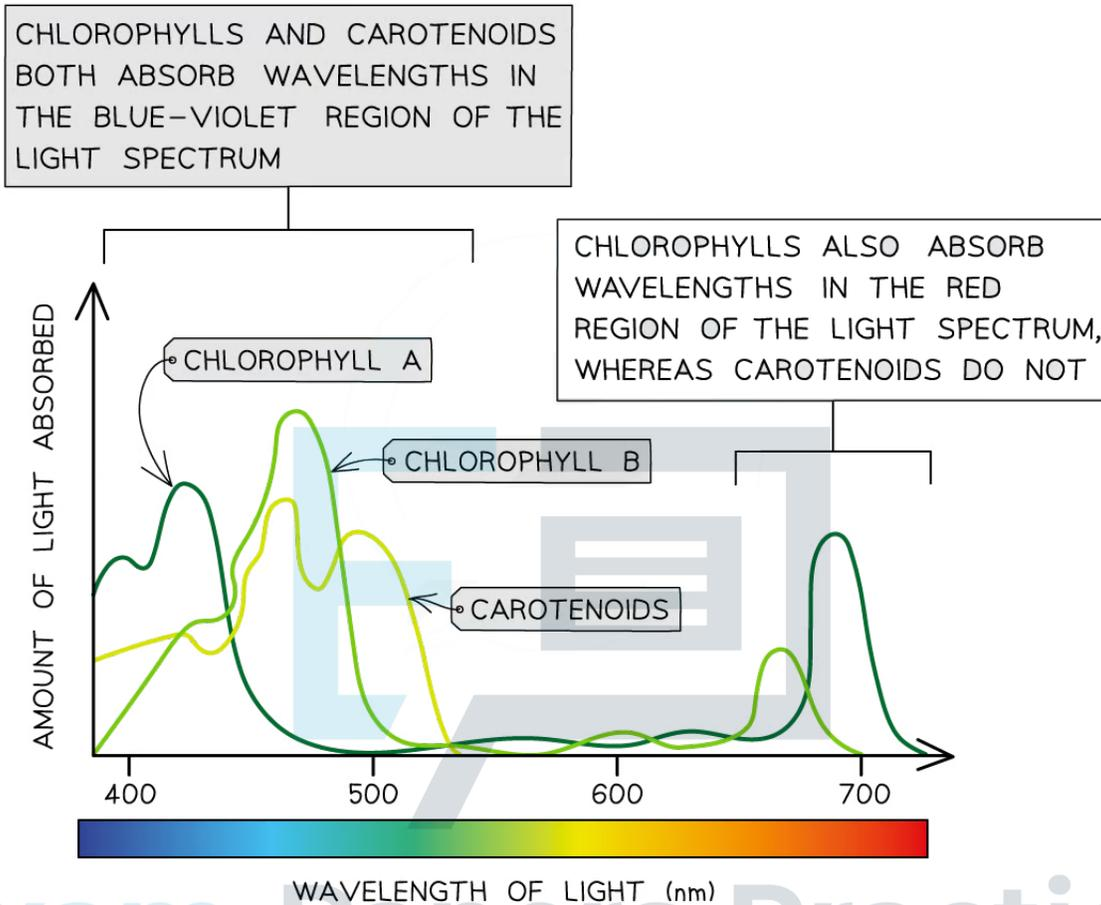 CHLOROPHYLLS AND CAROTENOIDS
BOTH ABSORB WAVELENGTHS IN
THE BLUE-VIOLET REGION OF THE
LIGHT SPECTRUM
CHLOROPHYLLS ALSO ABSORB
WAVELENGTHS IN THE RED
REGION OF THE LIGHT SPECTRUM,
WHEREAS CAROTENOIDS DO NOT
AMOUNT OF LIGHT ABSORBED
CHLOROPHYLL A
CHLOROPHYLL B
CAROTENOIDS
400 500 600 700
WAVELENGTH OF LIGHT (nm)